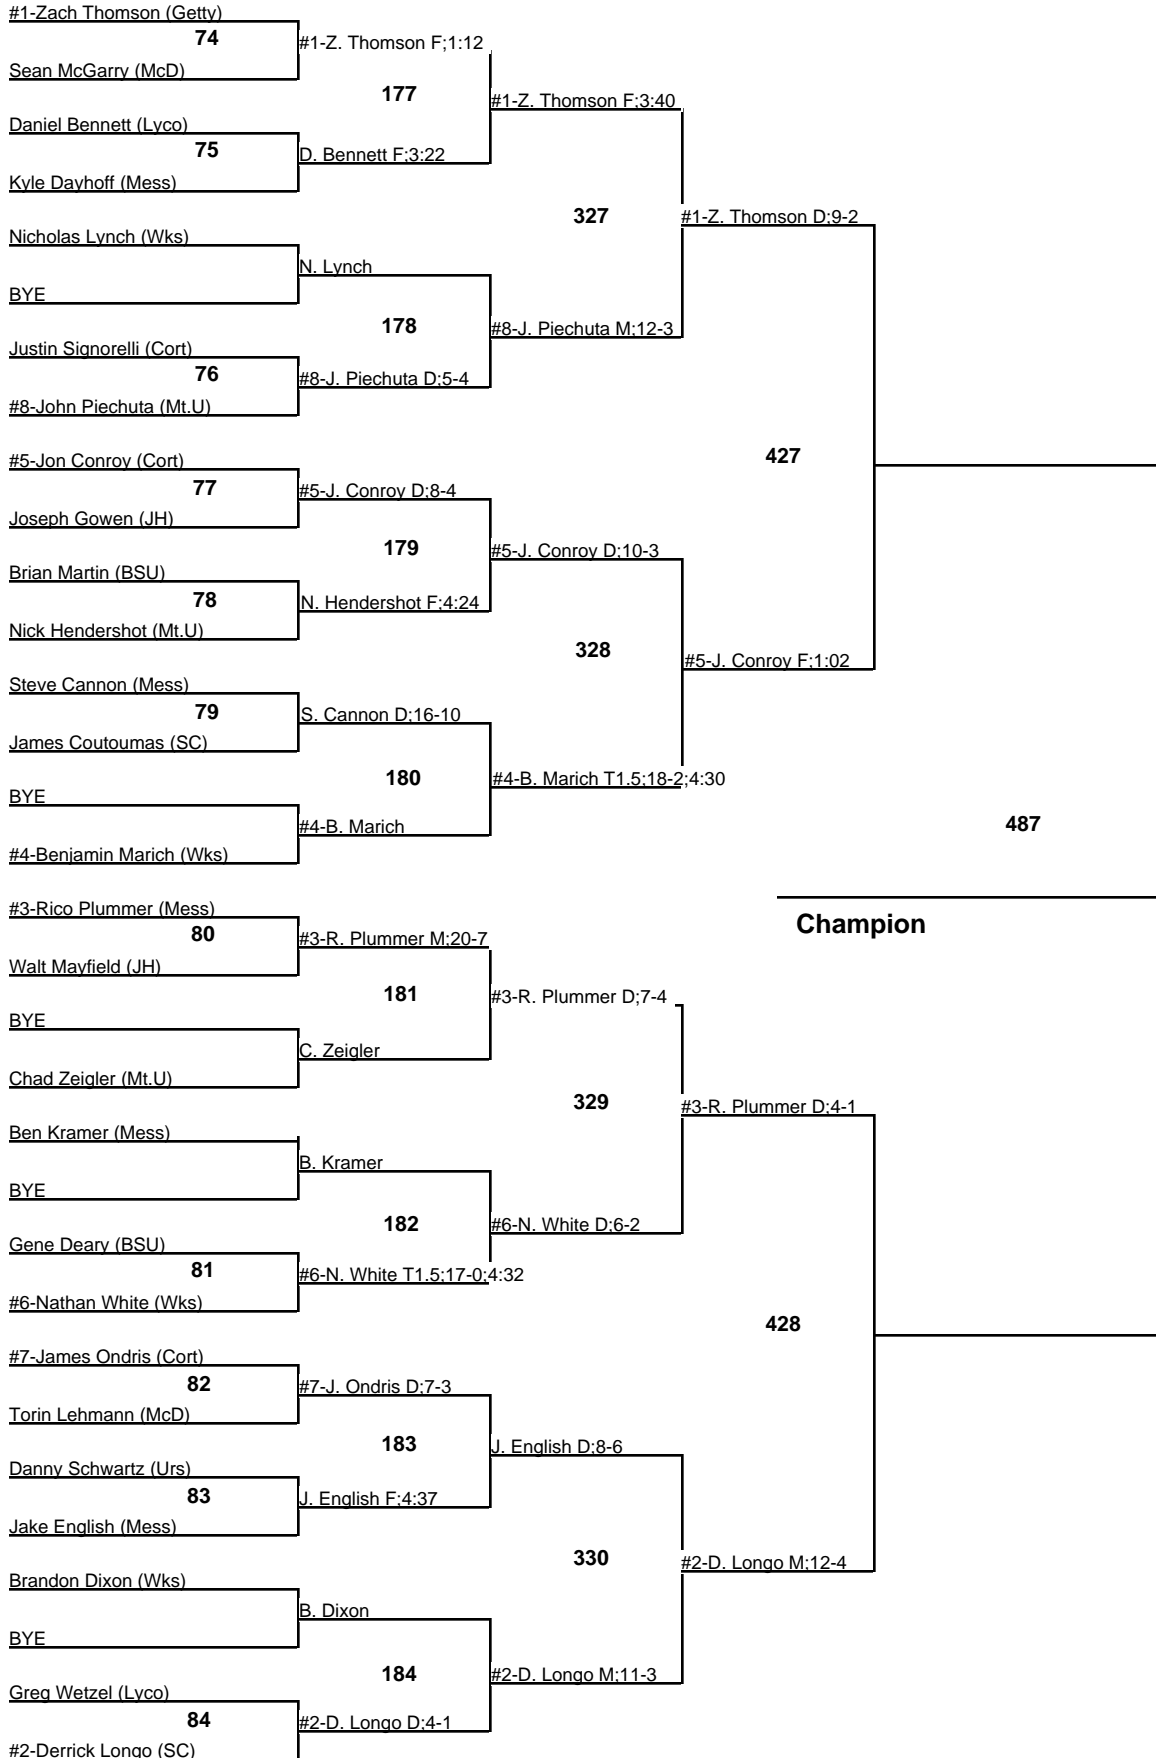 #1-Zach Thomson (Getty)
74
#1-Z. Thomson F;1:12
Sean McGarry (McD)
177
#1-Z. Thomson F;3:40
Daniel Bennett (Lyco)
75
D. Bennett F;3:22
Kyle Dayhoff (Mess)
327
#1-Z. Thomson D;9-2
Nicholas Lynch (Wks)
N. Lynch
BYE
178
#8-J. Piechuta M;12-3
Justin Signorelli (Cort)
76
#8-J. Piechuta D;5-4
#8-John Piechuta (Mt.U)
427
#5-Jon Conroy (Cort)
77
#5-J. Conroy D;8-4
Joseph Gowen (JH)
179
#5-J. Conroy D;10-3
Brian Martin (BSU)
78
N. Hendershot F;4:24
Nick Hendershot (Mt.U)
328
#5-J. Conroy F;1:02
Steve Cannon (Mess)
79
S. Cannon D;16-10
James Coutoumas (SC)
180
#4-B. Marich T1.5;18-2;4:30
BYE
#4-B. Marich
487
#4-Benjamin Marich (Wks)
#3-Rico Plummer (Mess)
Champion
80
#3-R. Plummer M;20-7
Walt Mayfield (JH)
181
#3-R. Plummer D;7-4
BYE
C. Zeigler
Chad Zeigler (Mt.U)
329
#3-R. Plummer D;4-1
Ben Kramer (Mess)
B. Kramer
BYE
182
#6-N. White D;6-2
Gene Deary (BSU)
81
#6-N. White T1.5;17-0;4:32
#6-Nathan White (Wks)
428
#7-James Ondris (Cort)
82
#7-J. Ondris D;7-3
Torin Lehmann (McD)
183
J. English D;8-6
Danny Schwartz (Urs)
83
J. English F;4:37
Jake English (Mess)
330
#2-D. Longo M;12-4
Brandon Dixon (Wks)
B. Dixon
BYE
184
#2-D. Longo M;11-3
Greg Wetzel (Lyco)
84
#2-D. Longo D;4-1
#2-Derrick Longo (SC)